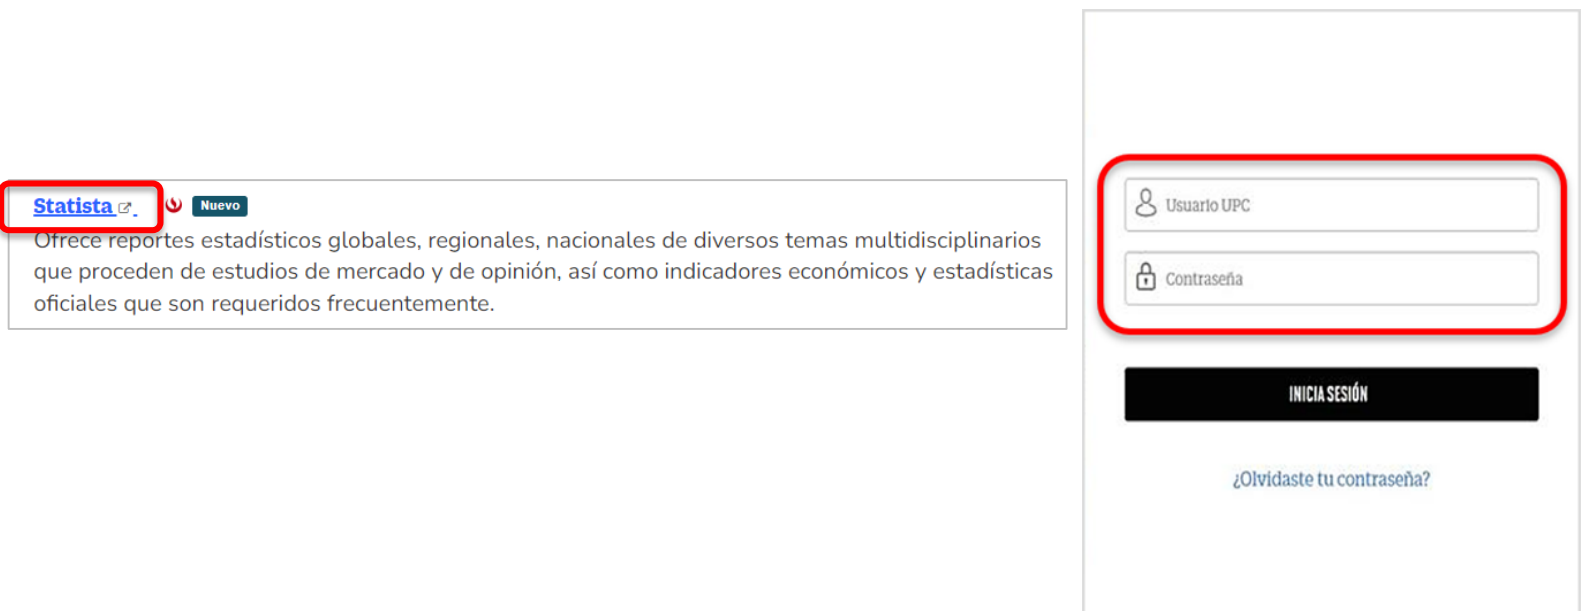 Statista
Nuevo
Ofrece reportes estadísticos globales, regionales, nacionales de diversos temas multidisciplinarios
que proceden de estudios de mercado y de opinión, así como indicadores económicos y estadísticas
oficiales que son requeridos frecuentemente.
Usuario UPC
Contraseña
INICIA SESIÓN
¿Olvidaste tu contraseña?